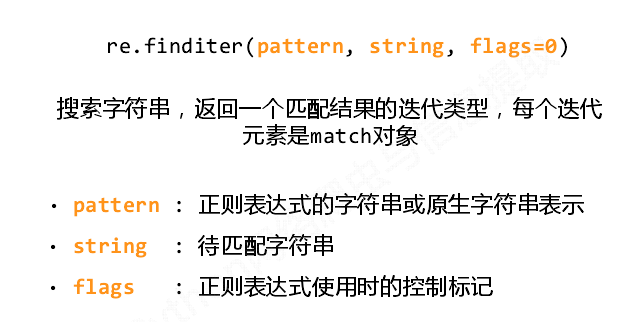 re.finditer(pattern, string, flags=0)
搜索字符串，返回一个匹配结果的迭代类型，每个迭代
元素是match对象
• pattern : 正则表达式的字符串或原生字符串表示
• string : 待匹配字符串
• flags : 正则表达式使用时的控制标记